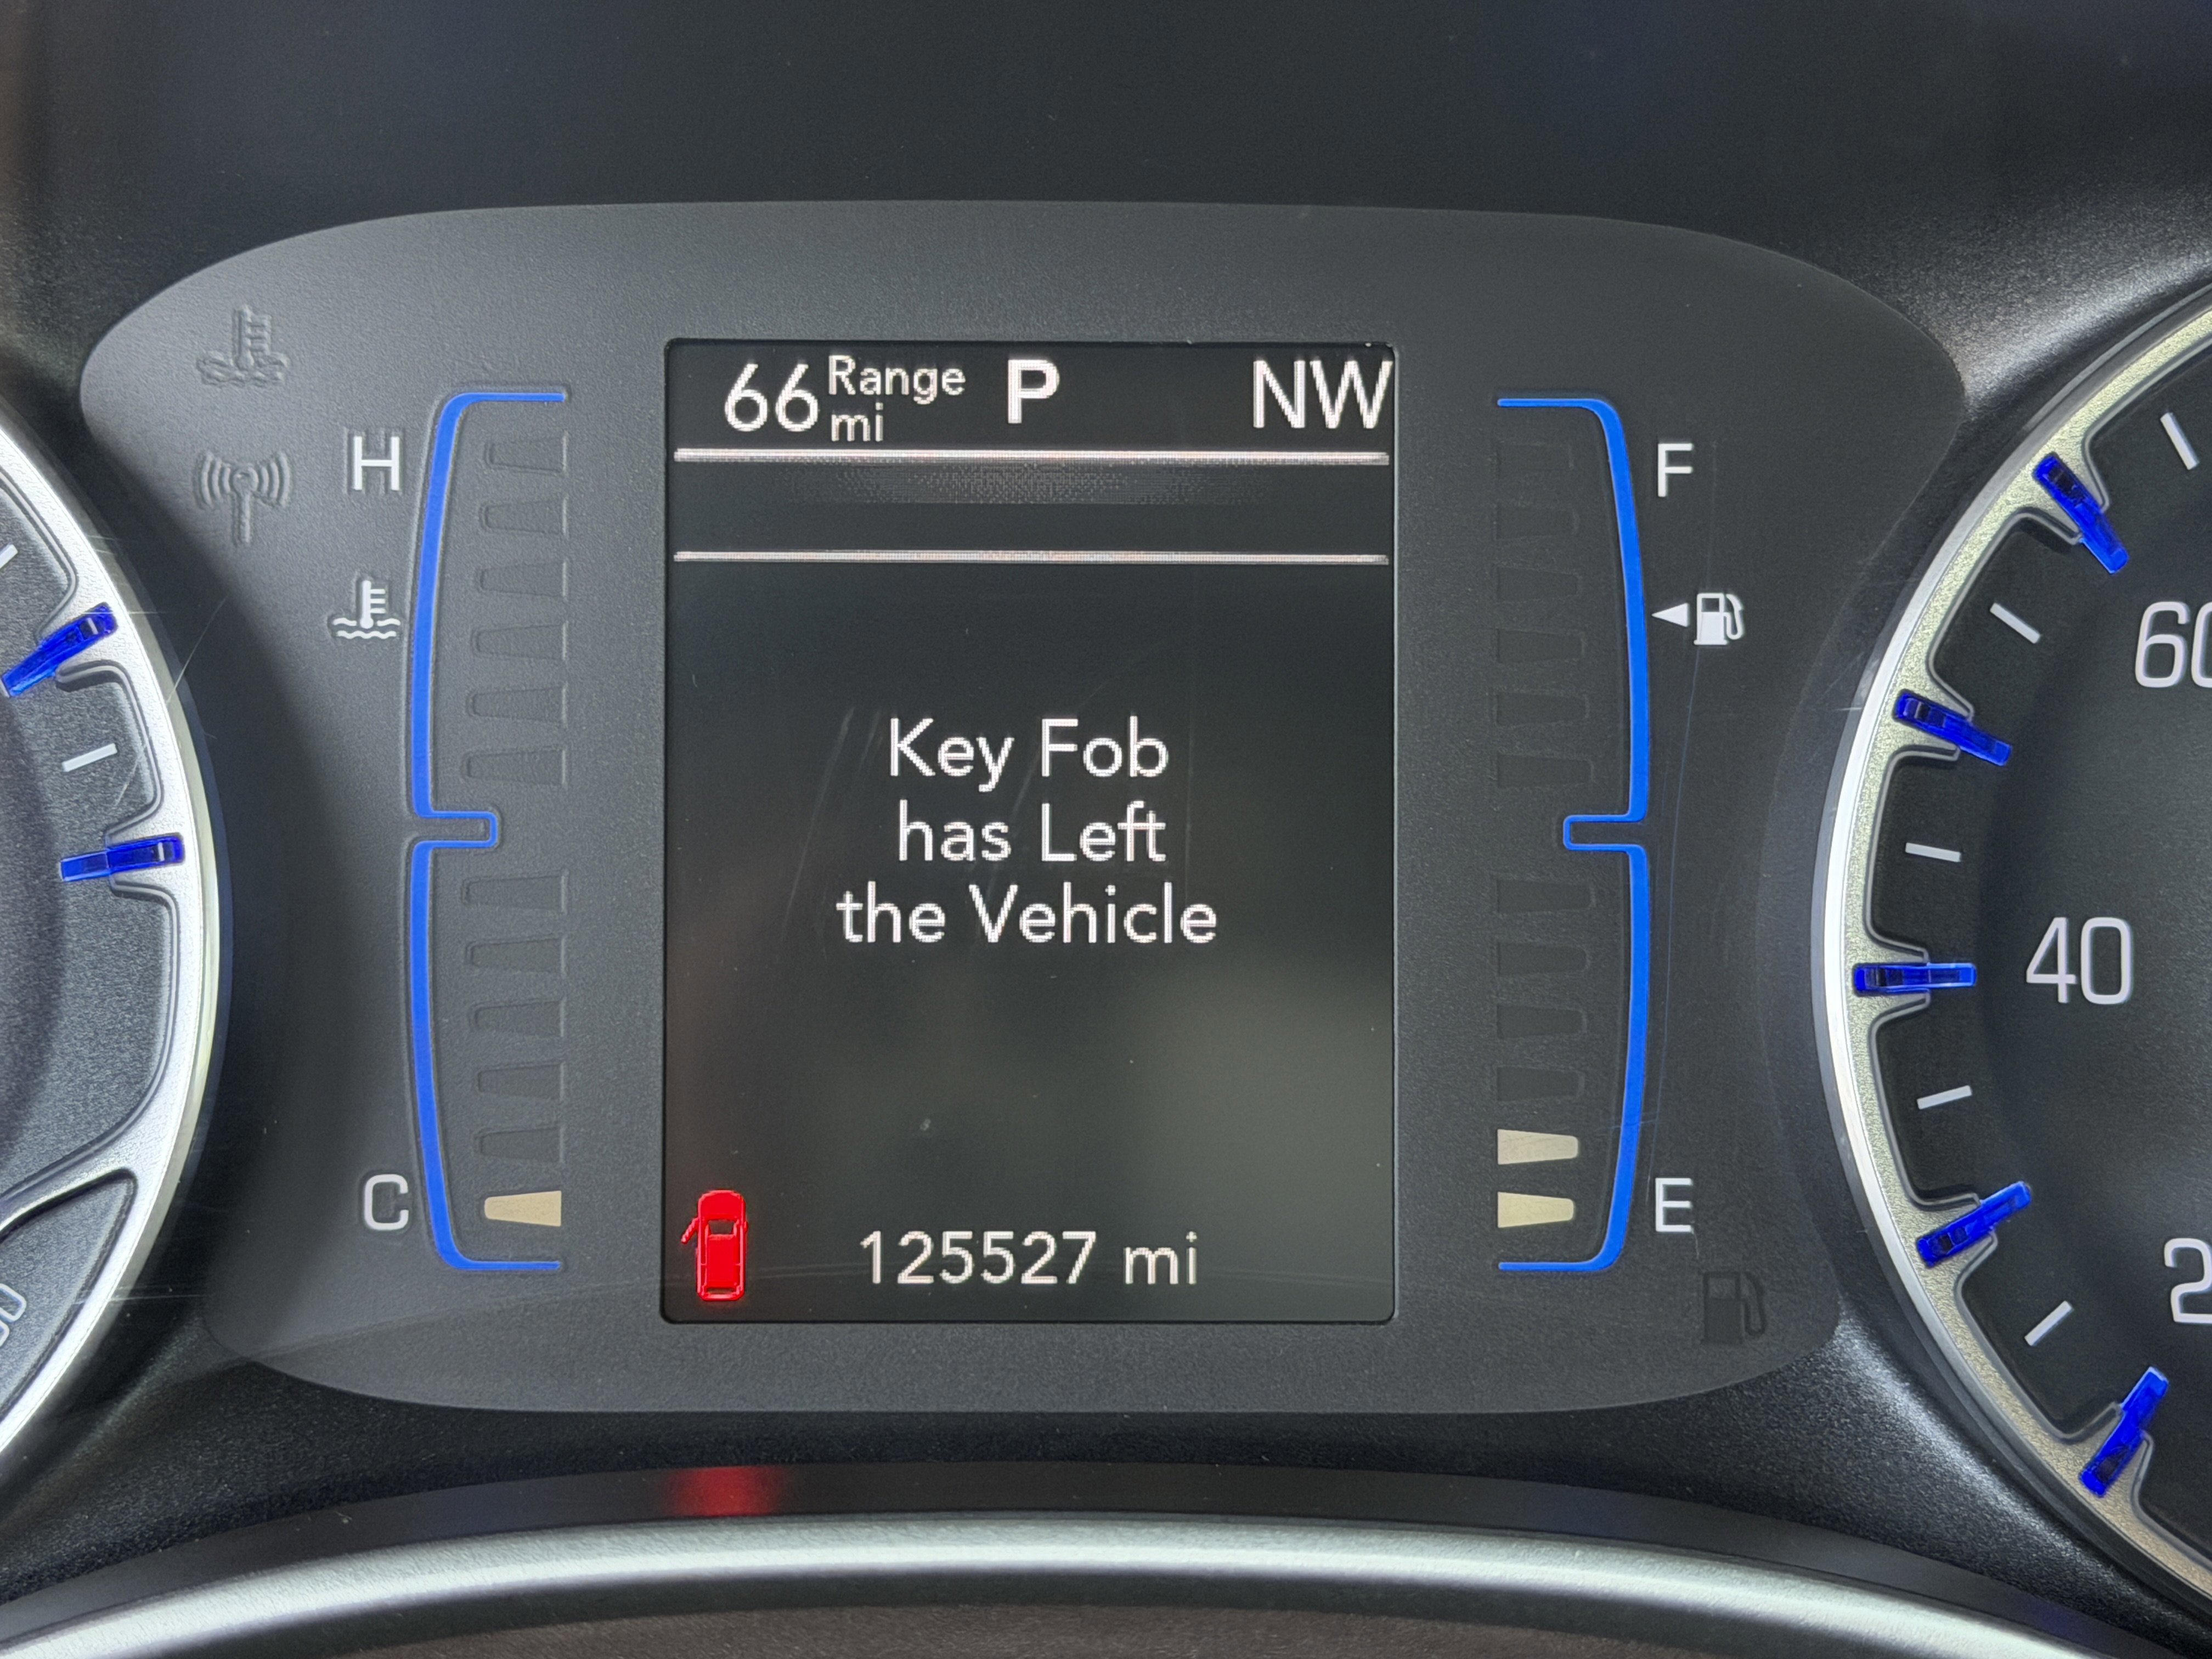 66 Range mi P NW
H
F
60
Key Fob
has Left
the Vehicle
40
C
E
125527 mi